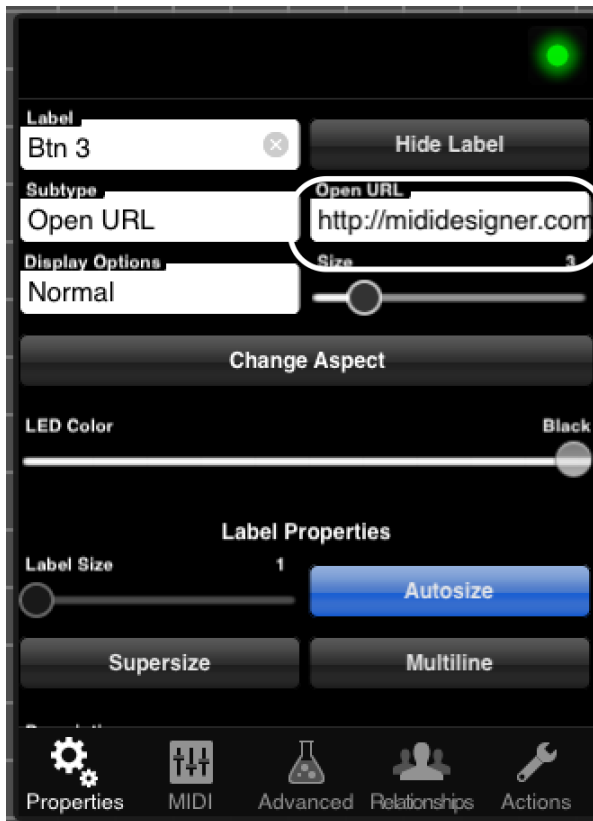 Label
Btn 3
Hide Label
Subtype
Open URL
Open URL
http://mididesigner.com
Display Options
Normal
Size 3
Change Aspect
LED Color Black
Label Properties
Label Size 1
Autosize
Supersize
Multiline
Properties
MIDI
Advanced
Relationships
Actions